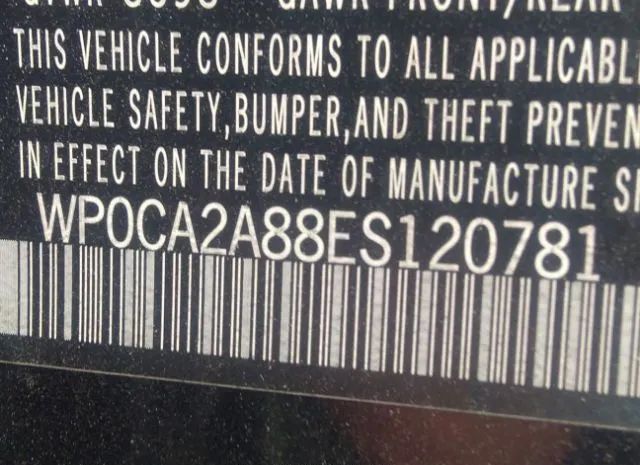 THIS VEHICLE CONFORMS TO ALL APPLICABL
VEHICLE SAFETY, BUMPER, AND THEFT PREVEN
IN EFFECT ON THE DATE OF MANUFACTURE S
WP0CA2A88ES120781